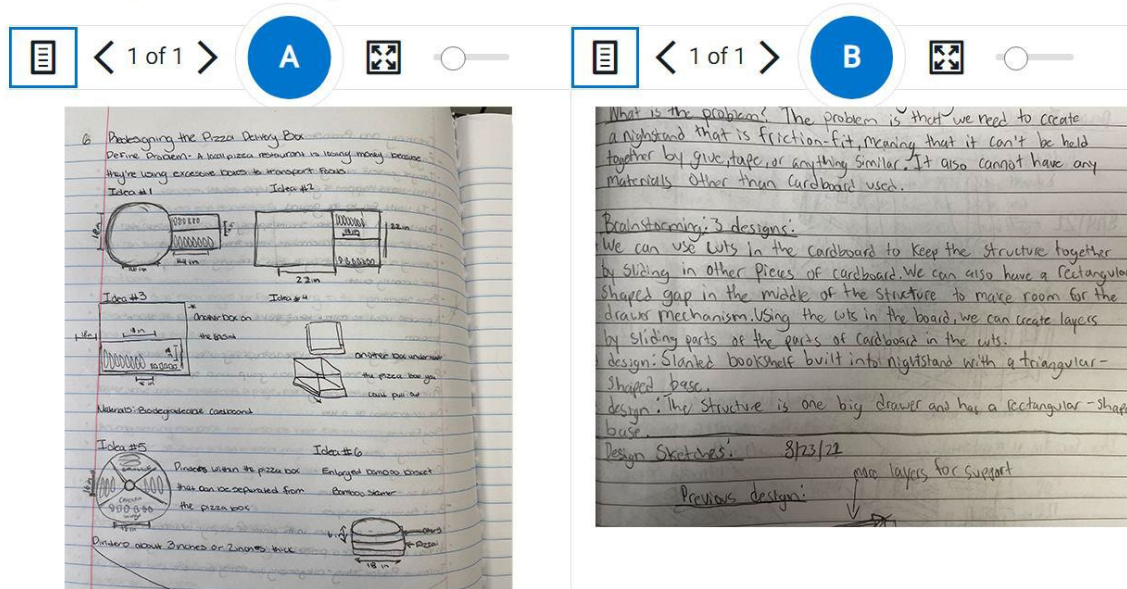 1 of 1
A
1 of 1
B
6 Redesigning the Pizza Delivery Box
Define Problem - A local pizza restaurant is losing money because
they're using excessive boxes to transport foods
Idea #1
Idea #2
18in
14 in
22in
22in
Idea #3
Idea #4
another box on
the
18in
another box underneath
the pizza box you
could pull out
Materials: Biodegradable cardboard
Idea #5
Idea #6
Dividers within the pizza box
that can be separated from
the pizza box
Enlarged bamboo basket
Bamboo steamer
18 in
Dividers about 3 inches or 2 inches thick
What is the problem? The problem is that we need to create
a nighstand that is friction-fit, meaning that it can't be held
together by glue, tape, or anything similar. It also cannot have any
materials other than cardboard used.
Brainstorming: 3 designs:
We can use cuts in the cardboard to keep the structure together
by sliding in other pieces of cardboard. We can also have a rectangula
shaped gap in the middle of the structure to make room for the
drawer mechanism. Using the cuts in the board, we can create layers
by sliding parts of the parts of cardboard in the cuts.
design: Slanted bookshelf built into nightstand with a triangular-
shaped base.
design: The structure is one big drawer and has a rectangular-shap
base.
Design Sketches: 8/23/22
more layers for support
Previous design: